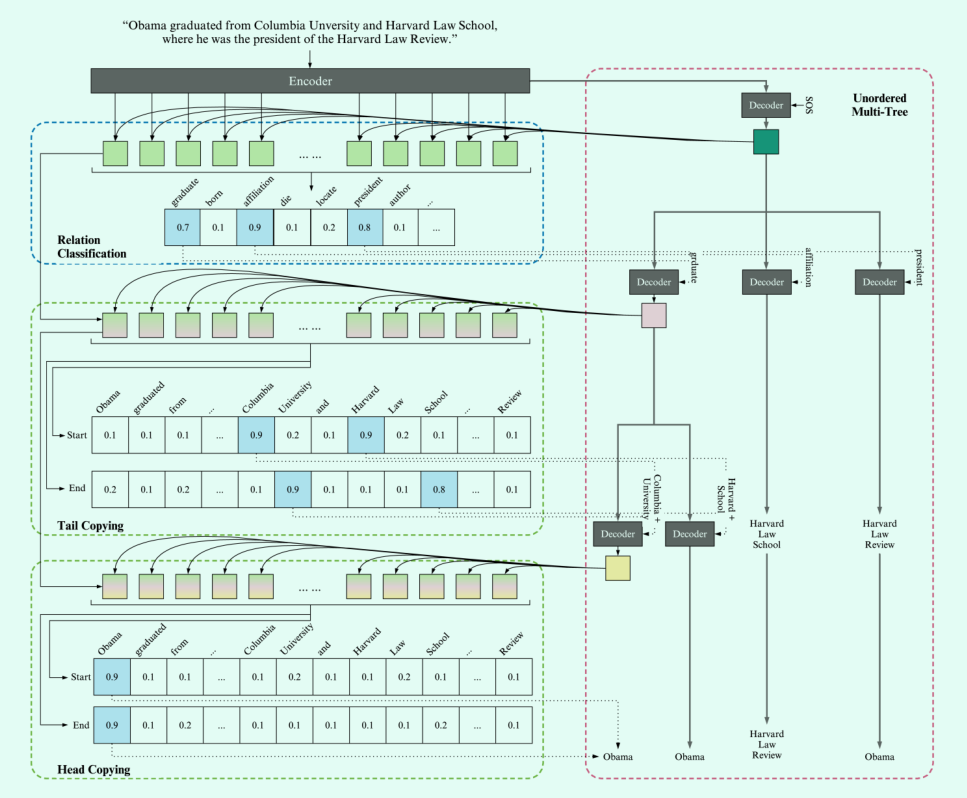 “Obama graduated from Columbia Unversity and Harvard Law School,
where he was the president of the Harvard Law Review.”
Encoder
Decoder
SOS
Unordered
Multi-Tree
... ...
graduate born affiliation die locate president author ...
0.7 0.1 0.9 0.1 0.2 0.8 0.1 ...
Relation
Classification
grduate
affiliation
president
Decoder Decoder Decoder
... ...
Obama graduated from ... Columbia University and Harvard Law School ... Review
Start 0.1 0.1 0.1 ... 0.9 0.2 0.1 0.9 0.2 0.1 ... 0.1
End 0.2 0.1 0.2 ... 0.1 0.9 0.1 0.1 0.1 0.8 ... 0.1
Tail Copying
Columbia +
University
Harvard +
School
Decoder Decoder
Harvard
Law
School
Harvard
Law
Review
... ...
Obama graduated from ... Columbia University and Harvard Law School ... Review
Start 0.9 0.1 0.1 ... 0.1 0.2 0.1 0.1 0.2 0.1 ... 0.1
End 0.9 0.1 0.2 ... 0.1 0.1 0.1 0.1 0.1 0.2 ... 0.1
Head Copying
Obama
Obama
Harvard
Law
Review
Obama